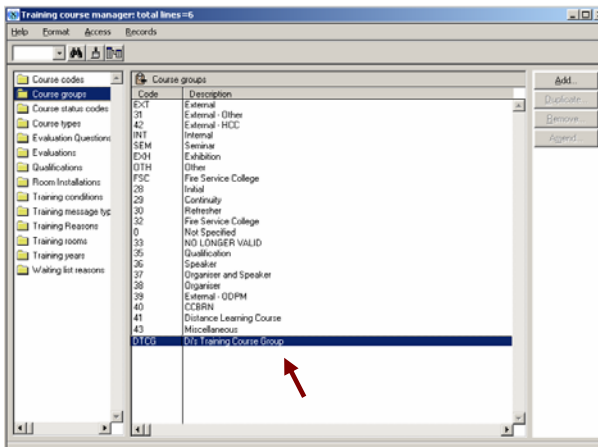 Training course manager: total lines=6
Help Format Access Records
Course codes
Course groups
Course status codes
Course types
Evaluation Questions
Evaluations
Qualifications
Room Installations
Training conditions
Training message typ
Training Reasons
Training rooms
Training years
Waiting list reasons
Course groups
Code Description
EXT External
31 External - Other
42 External - HCC
INT Internal
SEM Seminar
EXH Exhibition
OTH Other
FSC Fire Service College
28 Initial
29 Continuity
30 Refresher
32 Fire Service College
0 Not Specified
33 NO LONGER VALID
35 Qualification
36 Speaker
37 Organiser and Speaker
38 Organiser
39 External - ODPM
40 CCBRN
41 Distance Learning Course
43 Miscellaneous
DTCG Di's Training Course Group
Add...
Duplicate...
Remove...
Amend...